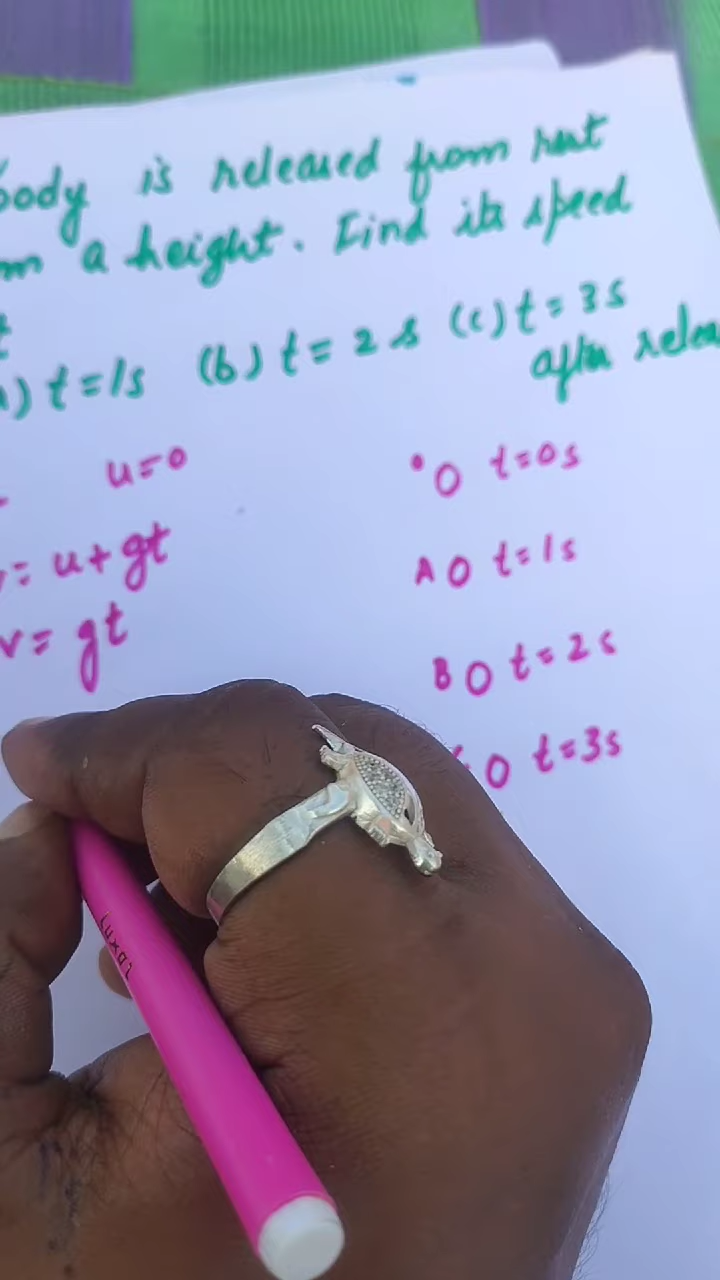 body is released from rest
m a height. Find its speed
t
) t=1s (b) t= 2s (c) t= 3s
after relea
u=0
= u+gt
v= gt
O t=0s
A O t=1s
B O t=2s
O t=3s
Luxor